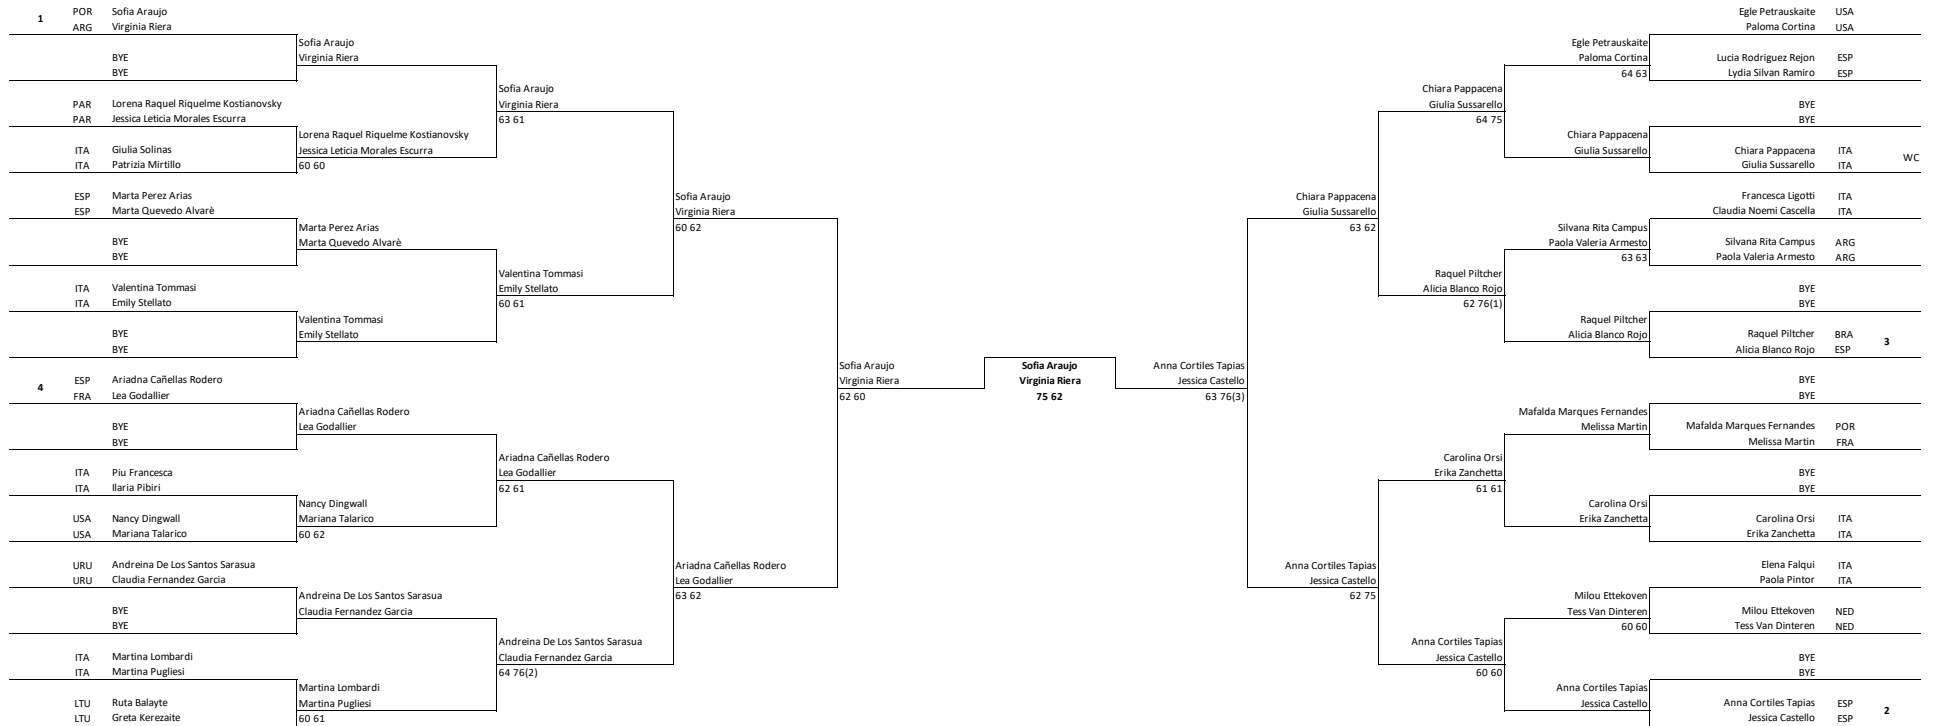 1
POR Sofia Araujo
ARG Virginia Riera
BYE
BYE
PAR Lorena Raquel Riquelme Kostianovsky
PAR Jessica Leticia Morales Escurra
ITA Giulia Solinas
ITA Patrizia Mirtillo
ESP Marta Perez Arias
ESP Marta Quevedo Alvarè
BYE
BYE
ITA Valentina Tommasi
ITA Emily Stellato
BYE
BYE
4
ESP Ariadna Cañellas Rodero
FRA Lea Godallier
BYE
BYE
ITA Piu Francesca
ITA Ilaria Pibiri
USA Nancy Dingwall
USA Mariana Talarico
URU Andreina De Los Santos Sarasua
URU Claudia Fernandez Garcia
BYE
BYE
ITA Martina Lombardi
ITA Martina Pugliesi
LTU Ruta Balayte
LTU Greta Kerezaite
Sofia Araujo
Virginia Riera
Lorena Raquel Riquelme Kostianovsky
Jessica Leticia Morales Escurra
60 60
Marta Perez Arias
Marta Quevedo Alvarè
Valentina Tommasi
Emily Stellato
Ariadna Cañellas Rodero
Lea Godallier
Nancy Dingwall
Mariana Talarico
60 62
Andreina De Los Santos Sarasua
Claudia Fernandez Garcia
Martina Lombardi
Martina Pugliesi
60 61
Sofia Araujo
Virginia Riera
63 61
Valentina Tommasi
Emily Stellato
60 61
Ariadna Cañellas Rodero
Lea Godallier
62 61
Andreina De Los Santos Sarasua
Claudia Fernandez Garcia
64 76(2)
Sofia Araujo
Virginia Riera
60 62
Ariadna Cañellas Rodero
Lea Godallier
63 62
Sofia Araujo
Virginia Riera
62 60
Sofia Araujo
Virginia Riera
75 62
Anna Cortiles Tapias
Jessica Castello
63 76(3)
Chiara Pappacena
Giulia Sussarello
63 62
Anna Cortiles Tapias
Jessica Castello
62 75
Chiara Pappacena
Giulia Sussarello
64 75
Raquel Piltcher
Alicia Blanco Rojo
62 76(1)
Carolina Orsi
Erika Zanchetta
61 61
Anna Cortiles Tapias
Jessica Castello
60 60
Egle Petrauskaite
Paloma Cortina
64 63
Chiara Pappacena
Giulia Sussarello
Silvana Rita Campus
Paola Valeria Armesto
63 63
Raquel Piltcher
Alicia Blanco Rojo
Mafalda Marques Fernandes
Melissa Martin
Carolina Orsi
Erika Zanchetta
Milou Ettekoven
Tess Van Dinteren
60 60
Anna Cortiles Tapias
Jessica Castello
Egle Petrauskaite USA
Paloma Cortina USA
Lucia Rodriguez Rejon ESP
Lydia Silvan Ramiro ESP
BYE
BYE
Chiara Pappacena ITA
Giulia Sussarello ITA
WC
Francesca Ligotti ITA
Claudia Noemi Cascella ITA
Silvana Rita Campus ARG
Paola Valeria Armesto ARG
BYE
BYE
Raquel Piltcher BRA
Alicia Blanco Rojo ESP
3
BYE
BYE
Mafalda Marques Fernandes POR
Melissa Martin FRA
BYE
BYE
Carolina Orsi ITA
Erika Zanchetta ITA
Elena Falqui ITA
Paola Pintor ITA
Milou Ettekoven NED
Tess Van Dinteren NED
BYE
BYE
Anna Cortiles Tapias ESP
Jessica Castello ESP
2